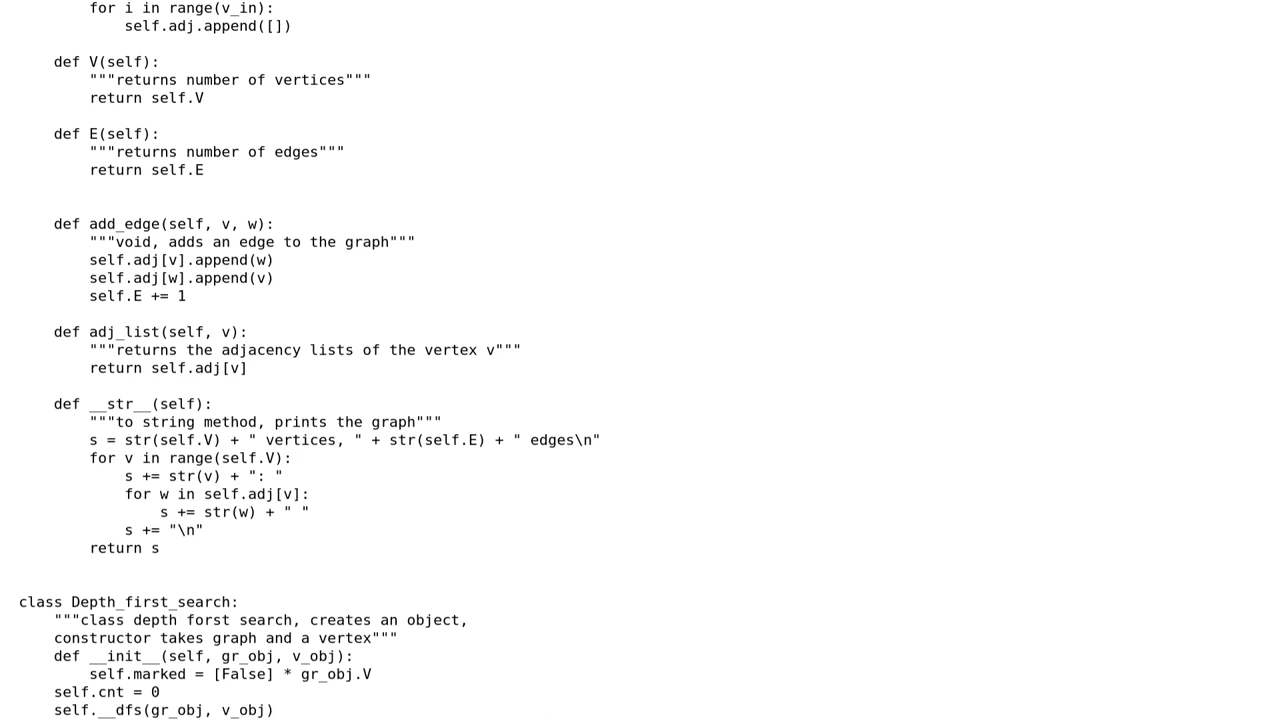 for i in range(v_in):
            self.adj.append([])

    def V(self):
        """returns number of vertices"""
        return self.V

    def E(self):
        """returns number of edges"""
        return self.E


    def add_edge(self, v, w):
        """void, adds an edge to the graph"""
        self.adj[v].append(w)
        self.adj[w].append(v)
        self.E += 1

    def adj_list(self, v):
        """returns the adjacency lists of the vertex v"""
        return self.adj[v]

    def __str__(self):
        """to string method, prints the graph"""
        s = str(self.V) + " vertices, " + str(self.E) + " edges\n"
        for v in range(self.V):
            s += str(v) + ": "
            for w in self.adj[v]:
                s += str(w) + " "
            s += "\n"
        return s


class Depth_first_search:
    """class depth forst search, creates an object,
    constructor takes graph and a vertex"""
    def __init__(self, gr_obj, v_obj):
        self.marked = [False] * gr_obj.V
    self.cnt = 0
    self.__dfs(gr_obj, v_obj)